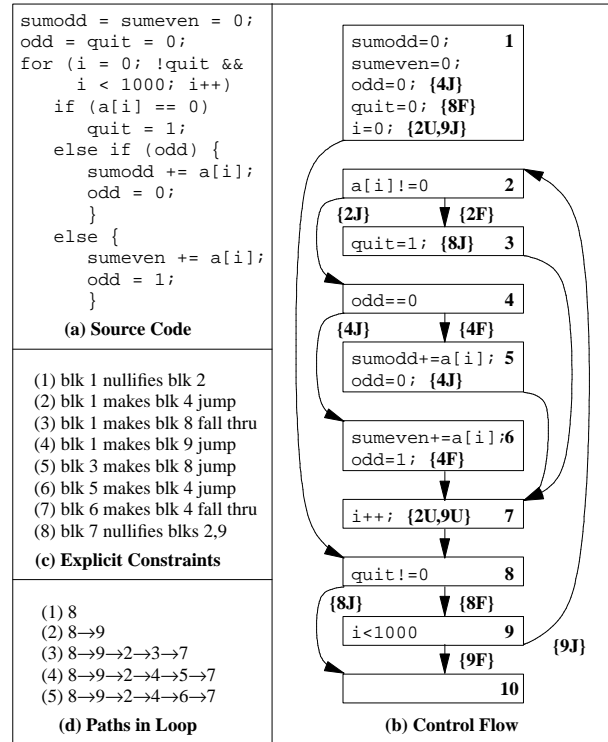 sumodd = sumeven = 0;
odd = quit = 0;
for (i = 0; !quit &&
i < 1000; i++)
if (a[i] == 0)
quit = 1;
else if (odd) {
sumodd += a[i];
odd = 0;
}
else {
sumeven += a[i];
odd = 1;
}
(a) Source Code
(1) blk 1 nullifies blk 2
(2) blk 1 makes blk 4 jump
(3) blk 1 makes blk 8 fall thru
(4) blk 1 makes blk 9 jump
(5) blk 3 makes blk 8 jump
(6) blk 5 makes blk 4 jump
(7) blk 6 makes blk 4 fall thru
(8) blk 7 nullifies blks 2,9
(c) Explicit Constraints
(1) 8
(2) 8→9
(3) 8→9→2→3→7
(4) 8→9→2→4→5→7
(5) 8→9→2→4→6→7
(d) Paths in Loop
sumodd=0; 1
sumeven=0;
odd=0; {4J}
quit=0; {8F}
i=0; {2U,9J}
a[i]!=0 2
{2J} {2F}
quit=1; {8J} 3
odd==0 4
{4J} {4F}
sumodd+=a[i]; 5
odd=0; {4J}
sumeven+=a[i]; 6
odd=1; {4F}
i++; {2U,9U} 7
quit!=0 8
{8J} {8F}
i<1000 9
{9J}
{9F}
10
(b) Control Flow